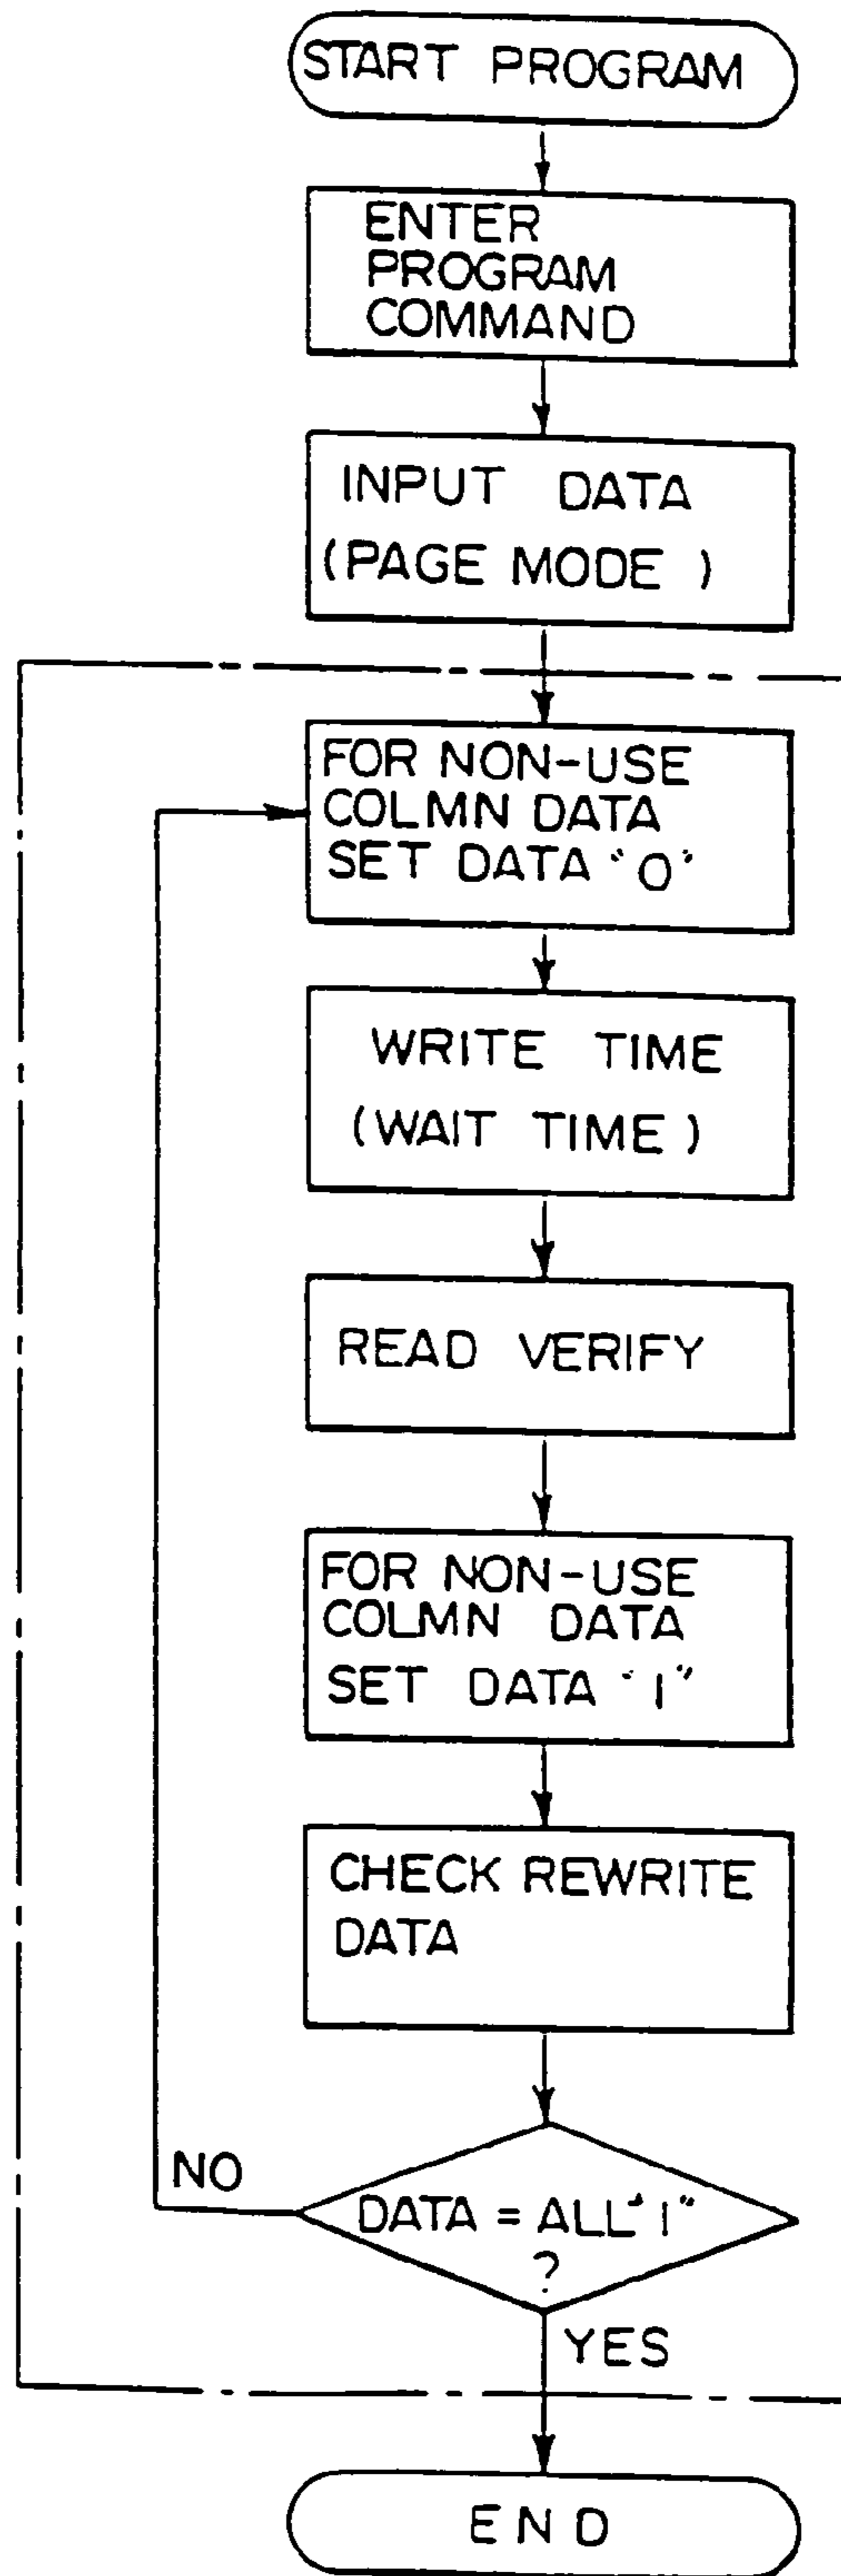 START PROGRAM
ENTER
PROGRAM
COMMAND
INPUT DATA
(PAGE MODE)
FOR NON-USE
COLMN DATA
SET DATA "0"
WRITE TIME
(WAIT TIME)
READ VERIFY
FOR NON-USE
COLMN DATA
SET DATA "1"
CHECK REWRITE
DATA
NO
DATA = ALL "1"
?
YES
END